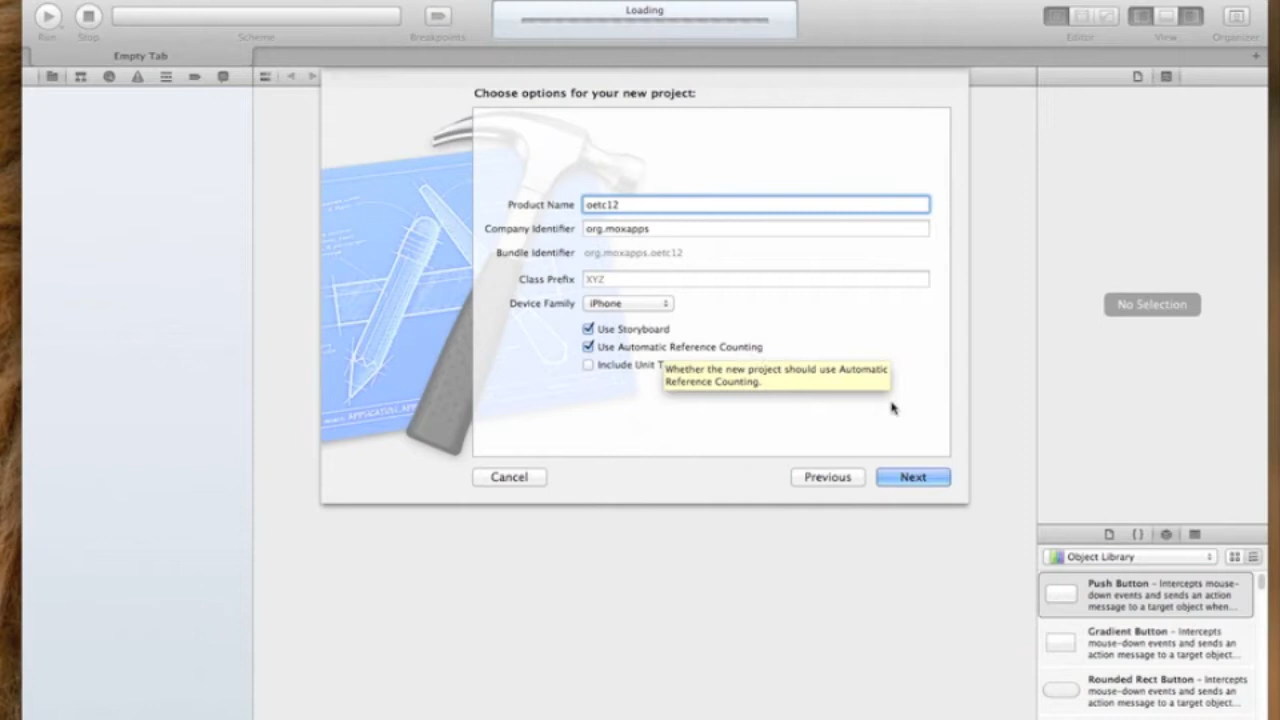 Loading
Run
Stop
Scheme
Breakpoints
Editor
View
Organizer
Empty Tab
Choose options for your new project:
Product Name
oetc12
Company Identifier
org.moxapps
Bundle Identifier
org.moxapps.oetc12
Class Prefix
XYZ
Device Family
iPhone
Use Storyboard
Use Automatic Reference Counting
Include Unit T
Whether the new project should use Automatic
Reference Counting.
Cancel
Previous
Next
No Selection
Object Library
Push Button - Intercepts mouse-
down events and sends an action
message to a target object when...
Gradient Button - Intercepts
mouse-down events and sends an
action message to a target object...
Rounded Rect Button - Intercepts
mouse-down events and sends an
action message to a target object...